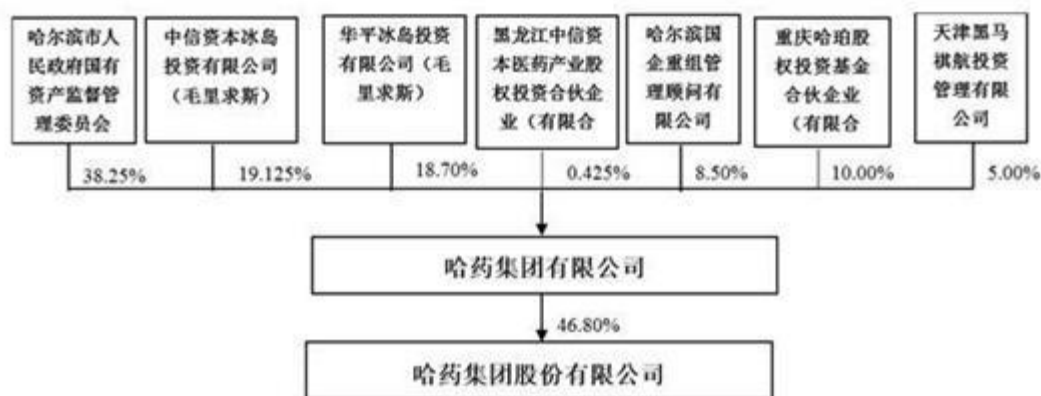 哈尔滨市人
民政府国有
资产监督管
理委员会
中信资本冰岛
投资有限公司
（毛里求斯）
华平冰岛投资
有限公司（毛
里求斯）
黑龙江中信资
本医药产业股
权投资合伙企
业（有限合
哈尔滨国
企重组管
理顾问有
限公司
重庆哈珀股
权投资基金
合伙企业
（有限合
天津黑马
祺航投资
管理有限
公司
38.25%
19.125%
18.70%
0.425%
8.50%
10.00%
5.00%
哈药集团有限公司
46.80%
哈药集团股份有限公司